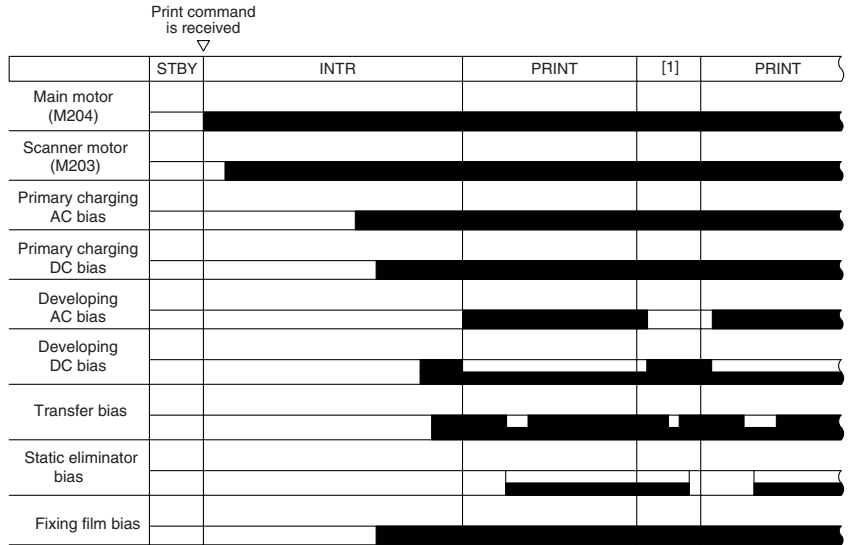 Print command
is received
STBY INTR PRINT [1] PRINT
Main motor
(M204)
Scanner motor
(M203)
Primary charging
AC bias
Primary charging
DC bias
Developing
AC bias
Developing
DC bias
Transfer bias
Static eliminator
bias
Fixing film bias